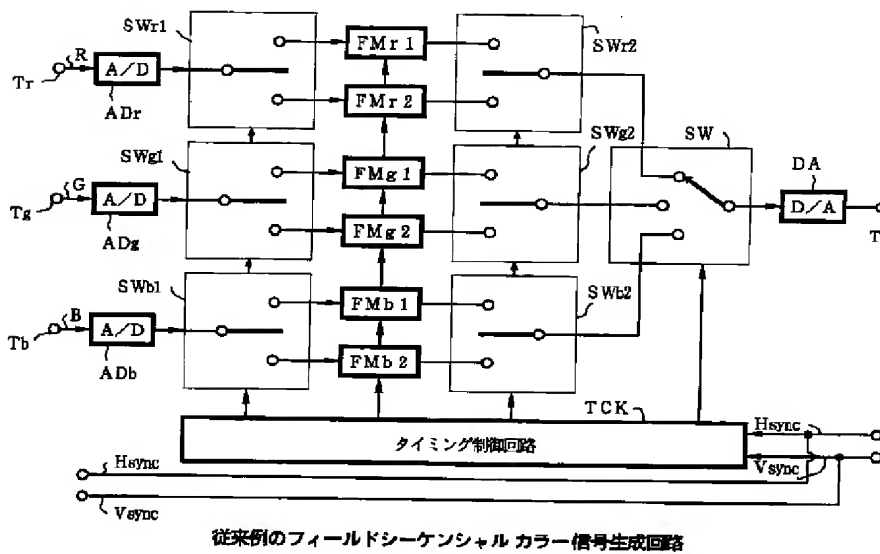 SWr1
R
Tr
A/D
ADr
FMr 1
FMr 2
SWr2
SWg1
G
Tg
A/D
ADg
FMg 1
FMg 2
SWg2
SW
DA
D/A
T
SWb1
B
Tb
A/D
ADb
FMb 1
FMb 2
SWb2
TCK
タイミング制御回路
Hsync
Vsync
Hsync
Vsync
従来例のフィールドシーケンシャル カラー信号生成回路